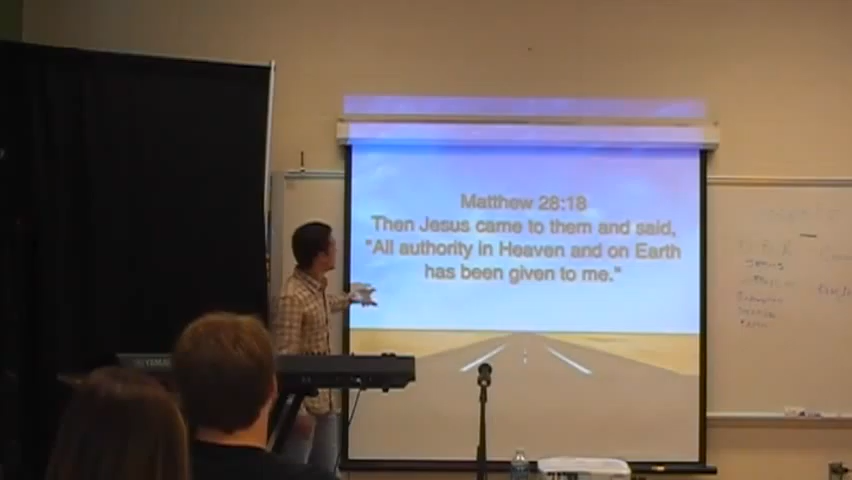 Matthew 28:18
Then Jesus came to them and said,
"All authority in Heaven and on Earth
has been given to me."
YAMAHA